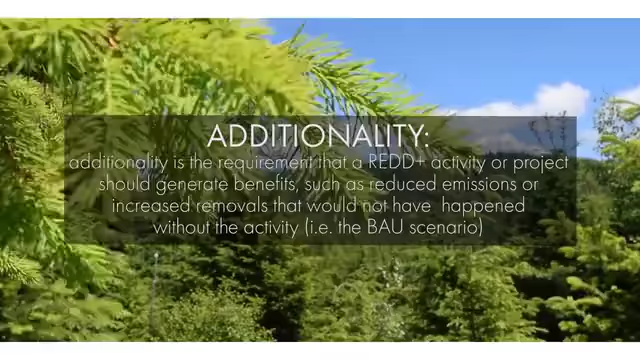 ADDITIONALITY:
additionality is the requirement that a REDD+ activity or project
should generate benefits, such as reduced emissions or
increased removals that would not have happened
without the activity (i.e. the BAU scenario)